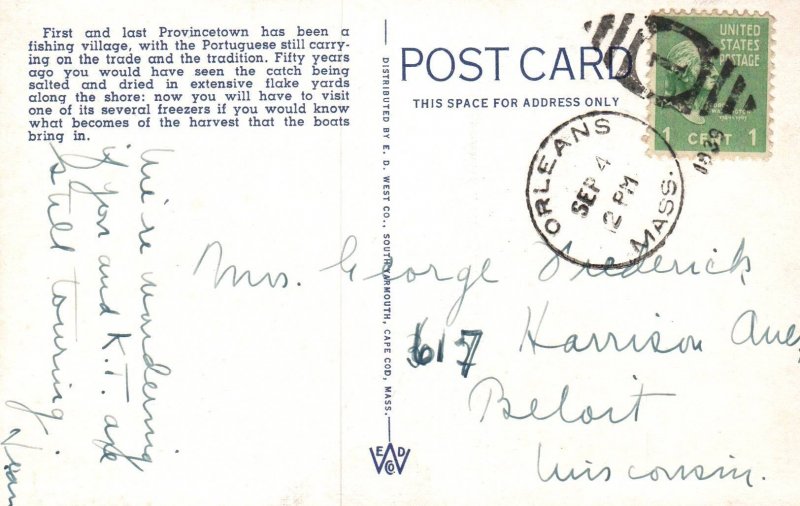 First and last Provincetown has been a
fishing village, with the Portuguese still carry-
ing on the trade and the tradition. Fifty years
ago you would have seen the catch being
salted and dried in extensive flake yards
along the shore: now you will have to visit
one of its several freezers if you would know
what becomes of the harvest that the boats
bring in.
We're wondering
if you and K.T. are
still touring.
DISTRIBUTED BY E. D. WEST CO., SOUTH YARMOUTH, CAPE COD, MASS.
E D
W
Co
POST CARD
THIS SPACE FOR ADDRESS ONLY
UNITED
STATES
POSTAGE
1 CENT 1
ORLEANS
SEP 4
12 PM
MASS.
1939
Mrs. George Frederick
617 Harrison Ave,
Beloit
Wisconsin.